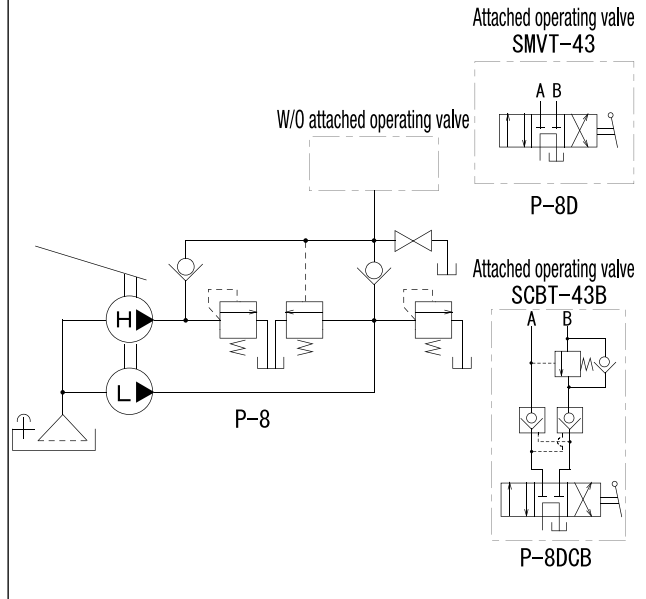 Attached operating valve
SMVT-43
A B
P-8D
W/O attached operating valve
H
L
P-8
Attached operating valve
SCBT-43B
A B
P-8DCB